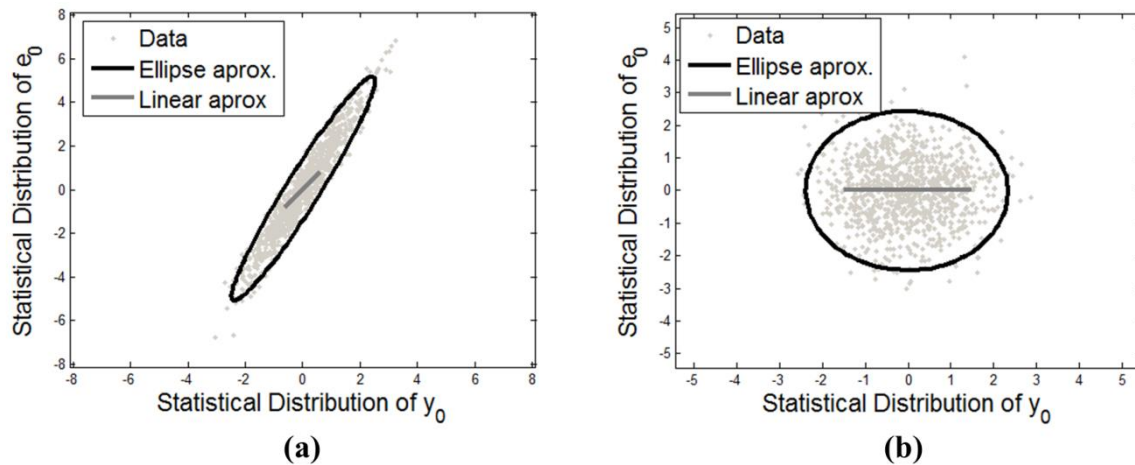 8
6
4
2
0
-2
-4
-6
-8
Statistical Distribution of e0
Data
Ellipse aprox.
Linear aprox
-8 -6 -4 -2 0 2 4 6 8
Statistical Distribution of y0
(a)
5
4
3
2
1
0
-1
-2
-3
-4
-5
Statistical Distribution of e0
Data
Ellipse aprox.
Linear aprox
-5 -4 -3 -2 -1 0 1 2 3 4 5
Statistical Distribution of y0
(b)